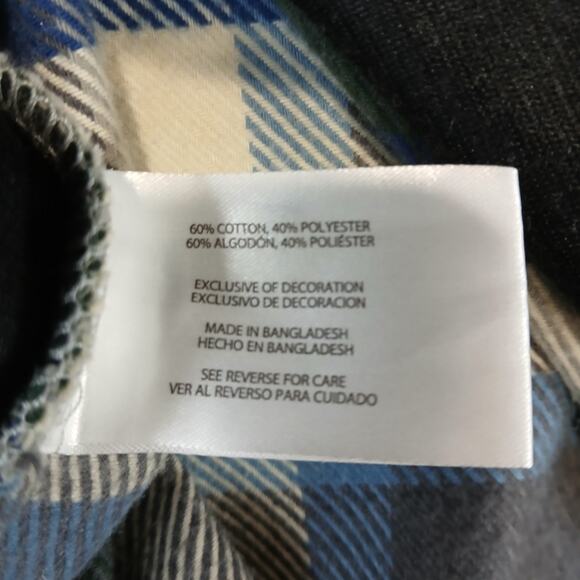 60% COTTON, 40% POLYESTER
60% ALGODÓN, 40% POLIÉSTER
EXCLUSIVE OF DECORATION
EXCLUSIVO DE DECORACION
MADE IN BANGLADESH
HECHO EN BANGLADESH
SEE REVERSE FOR CARE
VER AL REVERSO PARA CUIDADO